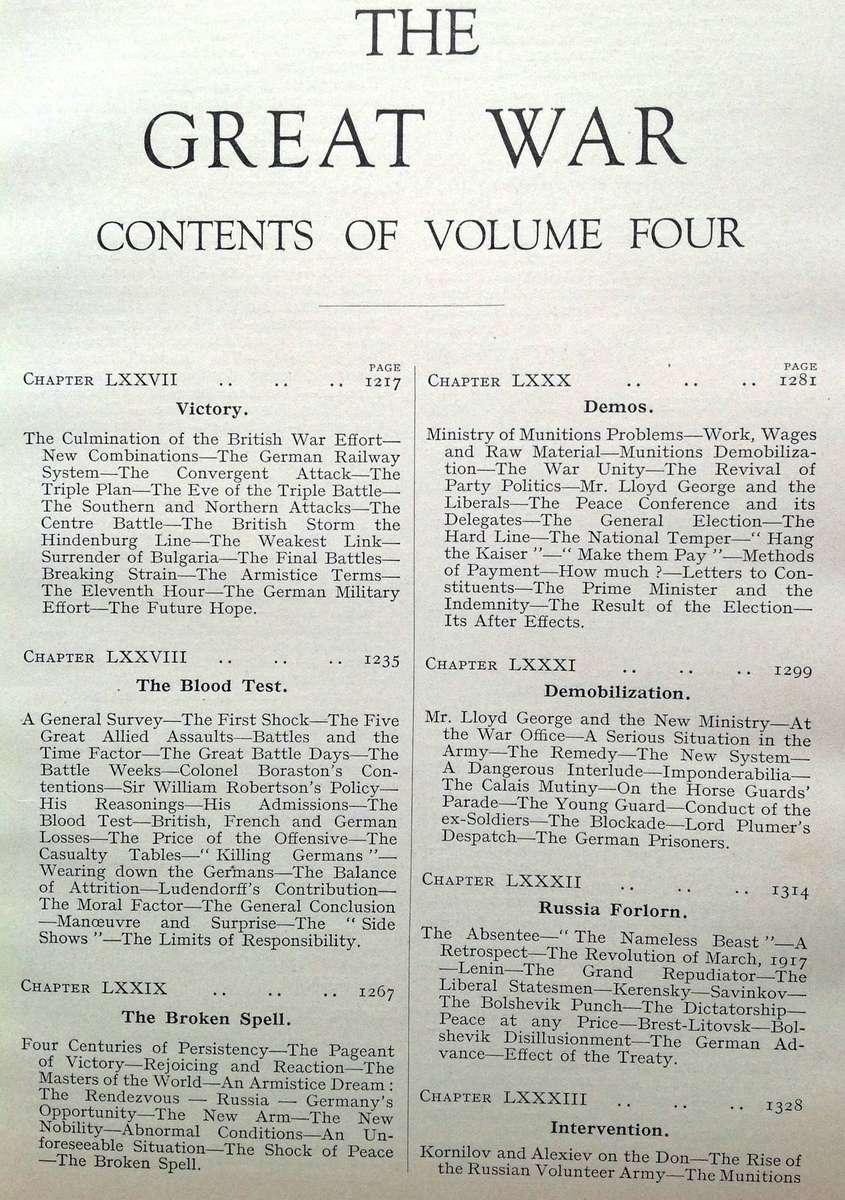 THE
GREAT WAR
CONTENTS OF VOLUME FOUR
PAGE
CHAPTER LXXVII .. .. .. 1217
Victory.
The Culmination of the British War Effort—
New Combinations—The German Railway
System—The Convergent Attack—The
Triple Plan—The Eve of the Triple Battle—
The Southern and Northern Attacks—The
Centre Battle—The British Storm the
Hindenburg Line—The Weakest Link—
Surrender of Bulgaria—The Final Battles—
Breaking Strain—The Armistice Terms—
The Eleventh Hour—The German Military
Effort—The Future Hope.
CHAPTER LXXVIII .. .. .. 1235
The Blood Test.
A General Survey—The First Shock—The Five
Great Allied Assaults—Battles and the
Time Factor—The Great Battle Days—The
Battle Weeks—Colonel Boraston's Con-
tentions—Sir William Robertson's Policy—
His Reasonings—His Admissions—The
Blood Test—British, French and German
Losses—The Price of the Offensive—The
Casualty Tables—" Killing Germans "—
Wearing down the Germans—The Balance
of Attrition—Ludendorff's Contribution—
The Moral Factor—The General Conclusion
—Manœuvre and Surprise—The " Side
Shows "—The Limits of Responsibility.
CHAPTER LXXIX .. .. .. 1267
The Broken Spell.
Four Centuries of Persistency—The Pageant
of Victory—Rejoicing and Reaction—The
Masters of the World—An Armistice Dream :
The Rendezvous — Russia — Germany's
Opportunity—The New Arm—The New
Nobility—Abnormal Conditions—An Un-
foreseeable Situation—The Shock of Peace
—The Broken Spell.
PAGE
CHAPTER LXXX .. .. .. 1281
Demos.
Ministry of Munitions Problems—Work, Wages
and Raw Material—Munitions Demobiliza-
tion—The War Unity—The Revival of
Party Politics—Mr. Lloyd George and the
Liberals—The Peace Conference and its
Delegates—The General Election—The
Hard Line—The National Temper—" Hang
the Kaiser "—" Make them Pay "—Methods
of Payment—How much ?—Letters to Con-
stituents—The Prime Minister and the
Indemnity—The Result of the Election—
Its After Effects.
CHAPTER LXXXI .. .. .. 1299
Demobilization.
Mr. Lloyd George and the New Ministry—At
the War Office—A Serious Situation in the
Army—The Remedy—The New System—
A Dangerous Interlude—Imponderabilia—
The Calais Mutiny—On the Horse Guards'
Parade—The Young Guard—Conduct of the
ex-Soldiers—The Blockade—Lord Plumer's
Despatch—The German Prisoners.
CHAPTER LXXXII .. .. .. 1314
Russia Forlorn.
The Absentee—" The Nameless Beast "—A
Retrospect—The Revolution of March, 1917
—Lenin—The Grand Repudiator—The
Liberal Statesmen—Kerensky—Savinkov—
The Bolshevik Punch—The Dictatorship—
Peace at any Price—Brest-Litovsk—Bol-
shevik Disillusionment—The German Ad-
vance—Effect of the Treaty.
CHAPTER LXXXIII .. .. .. 1328
Intervention.
Kornilov and Alexiev on the Don—The Rise of
the Russian Volunteer Army—The Munitions